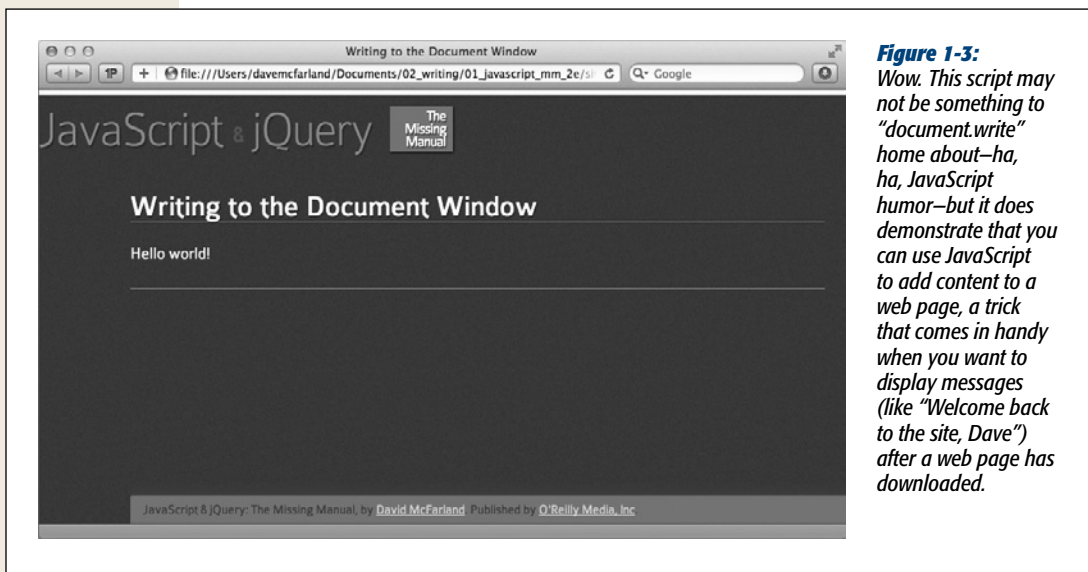 Writing to the Document Window
1P
+
file:///Users/davemcfarland/Documents/02_writing/01_javascript_mm_2e/
Google
JavaScript & jQuery
The
Missing
Manual
Writing to the Document Window
Hello world!
JavaScript & jQuery: The Missing Manual, by David McFarland. Published by O'Reilly Media, Inc
Figure 1-3:
Wow. This script may
not be something to
“document.write”
home about—ha,
ha, JavaScript
humor—but it does
demonstrate that you
can use JavaScript
to add content to a
web page, a trick
that comes in handy
when you want to
display messages
(like “Welcome back
to the site, Dave”)
after a web page has
downloaded.